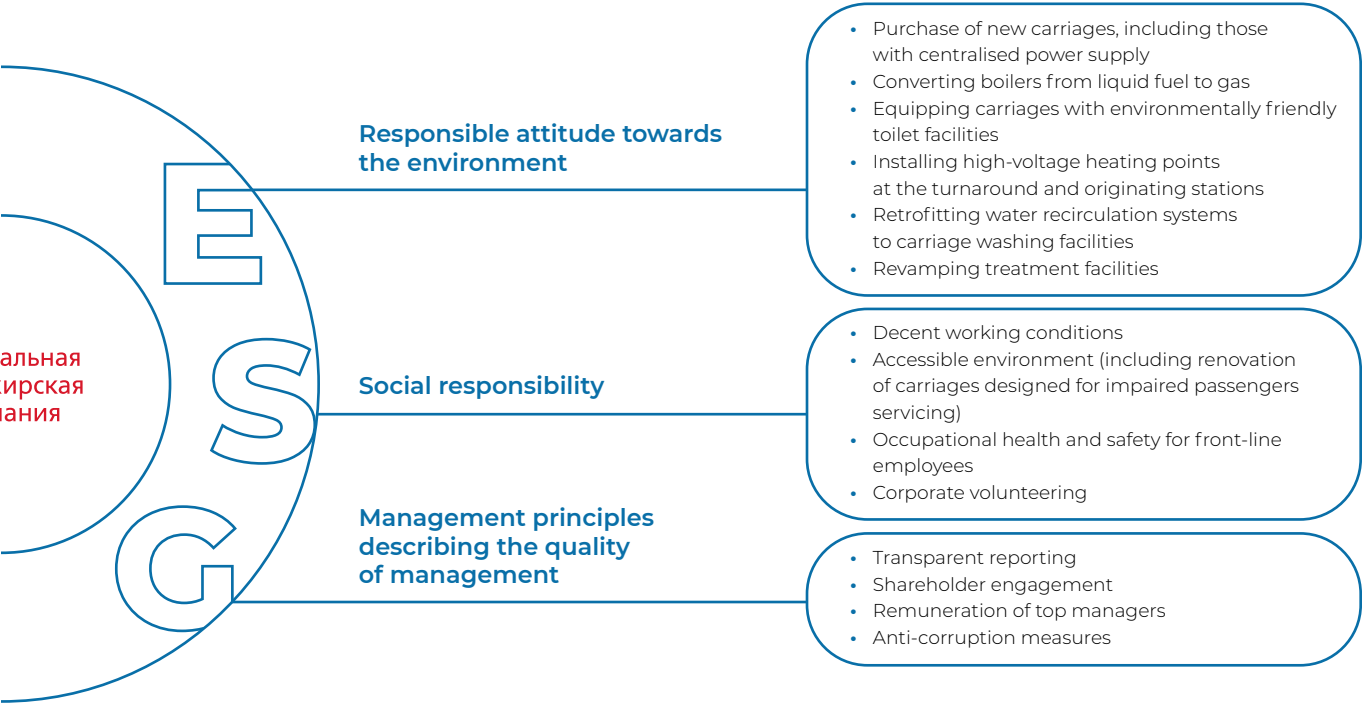 альная
кирская
пания
E
S
G
Responsible attitude towards
the environment
• Purchase of new carriages, including those
with centralised power supply
• Converting boilers from liquid fuel to gas
• Equipping carriages with environmentally friendly
toilet facilities
• Installing high-voltage heating points
at the turnaround and originating stations
• Retrofitting water recirculation systems
to carriage washing facilities
• Revamping treatment facilities
Social responsibility
• Decent working conditions
• Accessible environment (including renovation
of carriages designed for impaired passengers
servicing)
• Occupational health and safety for front-line
employees
• Corporate volunteering
Management principles
describing the quality
of management
• Transparent reporting
• Shareholder engagement
• Remuneration of top managers
• Anti-corruption measures